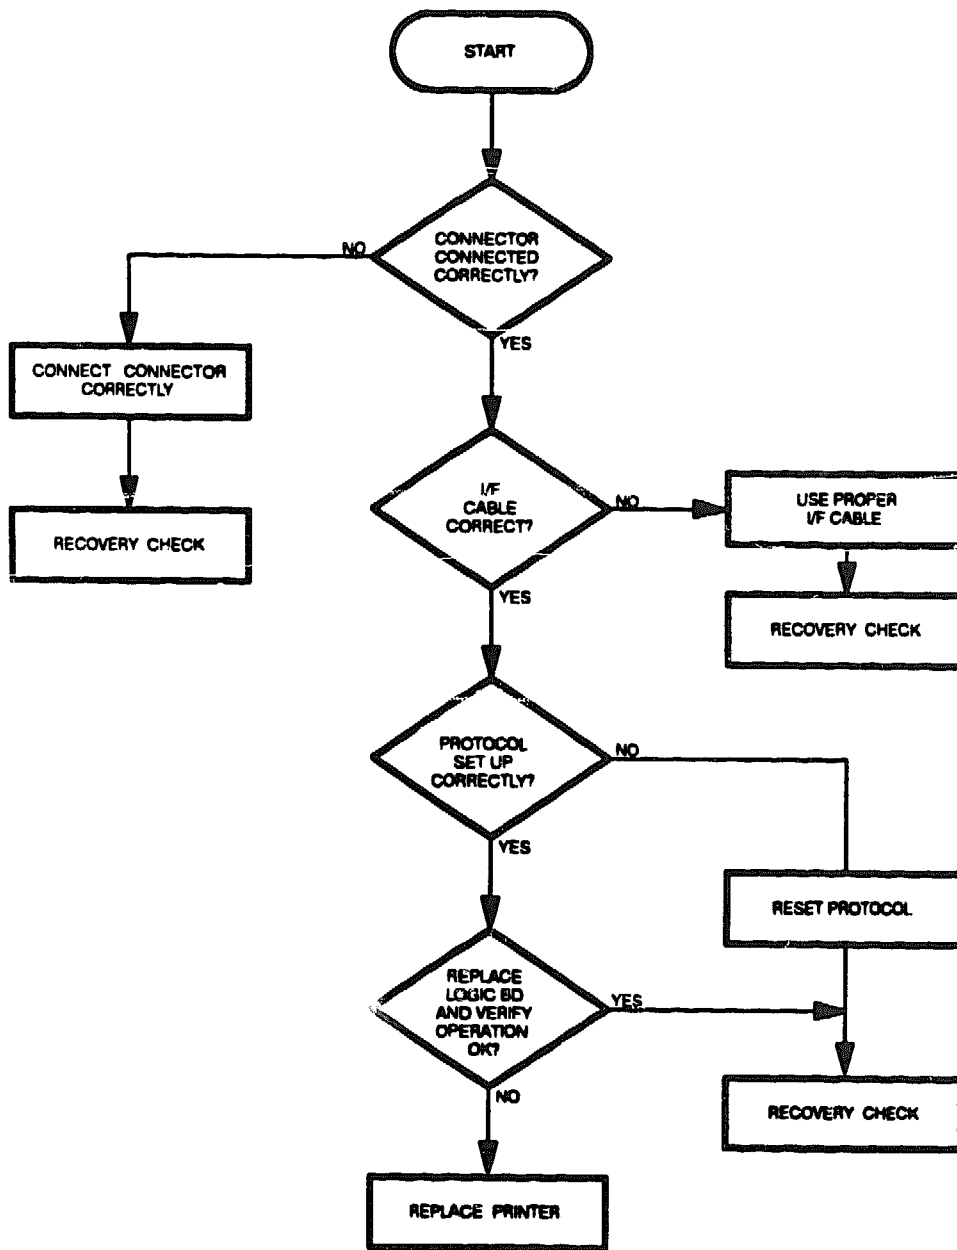 START
CONNECTOR
CONNECTED
CORRECTLY?
NO
YES
CONNECT CONNECTOR
CORRECTLY
RECOVERY CHECK
I/F
CABLE
CORRECT?
NO
YES
USE PROPER
I/F CABLE
RECOVERY CHECK
PROTOCOL
SET UP
CORRECTLY?
NO
YES
RESET PROTOCOL
REPLACE
LOGIC BD
AND VERIFY
OPERATION
OK?
YES
NO
RECOVERY CHECK
REPLACE PRINTER